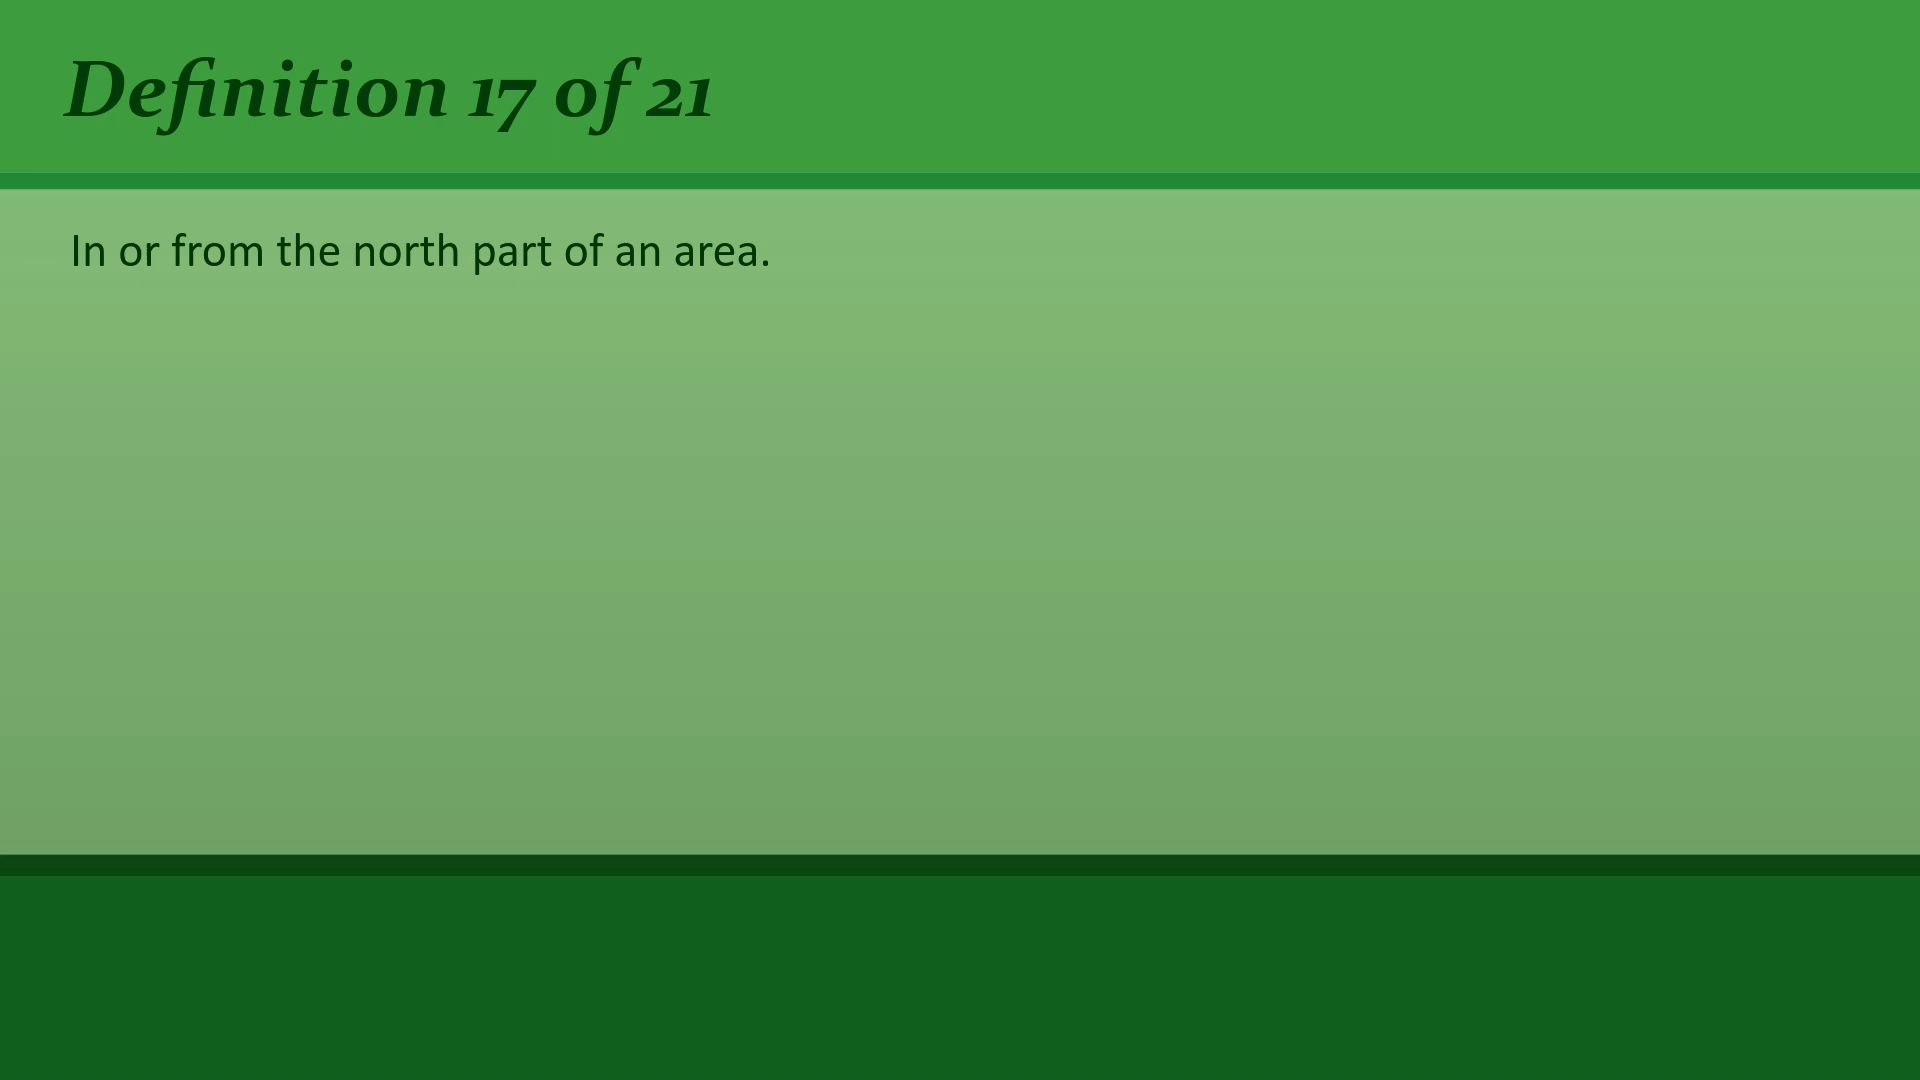 Definition 17 of 21
In or from the north part of an area.